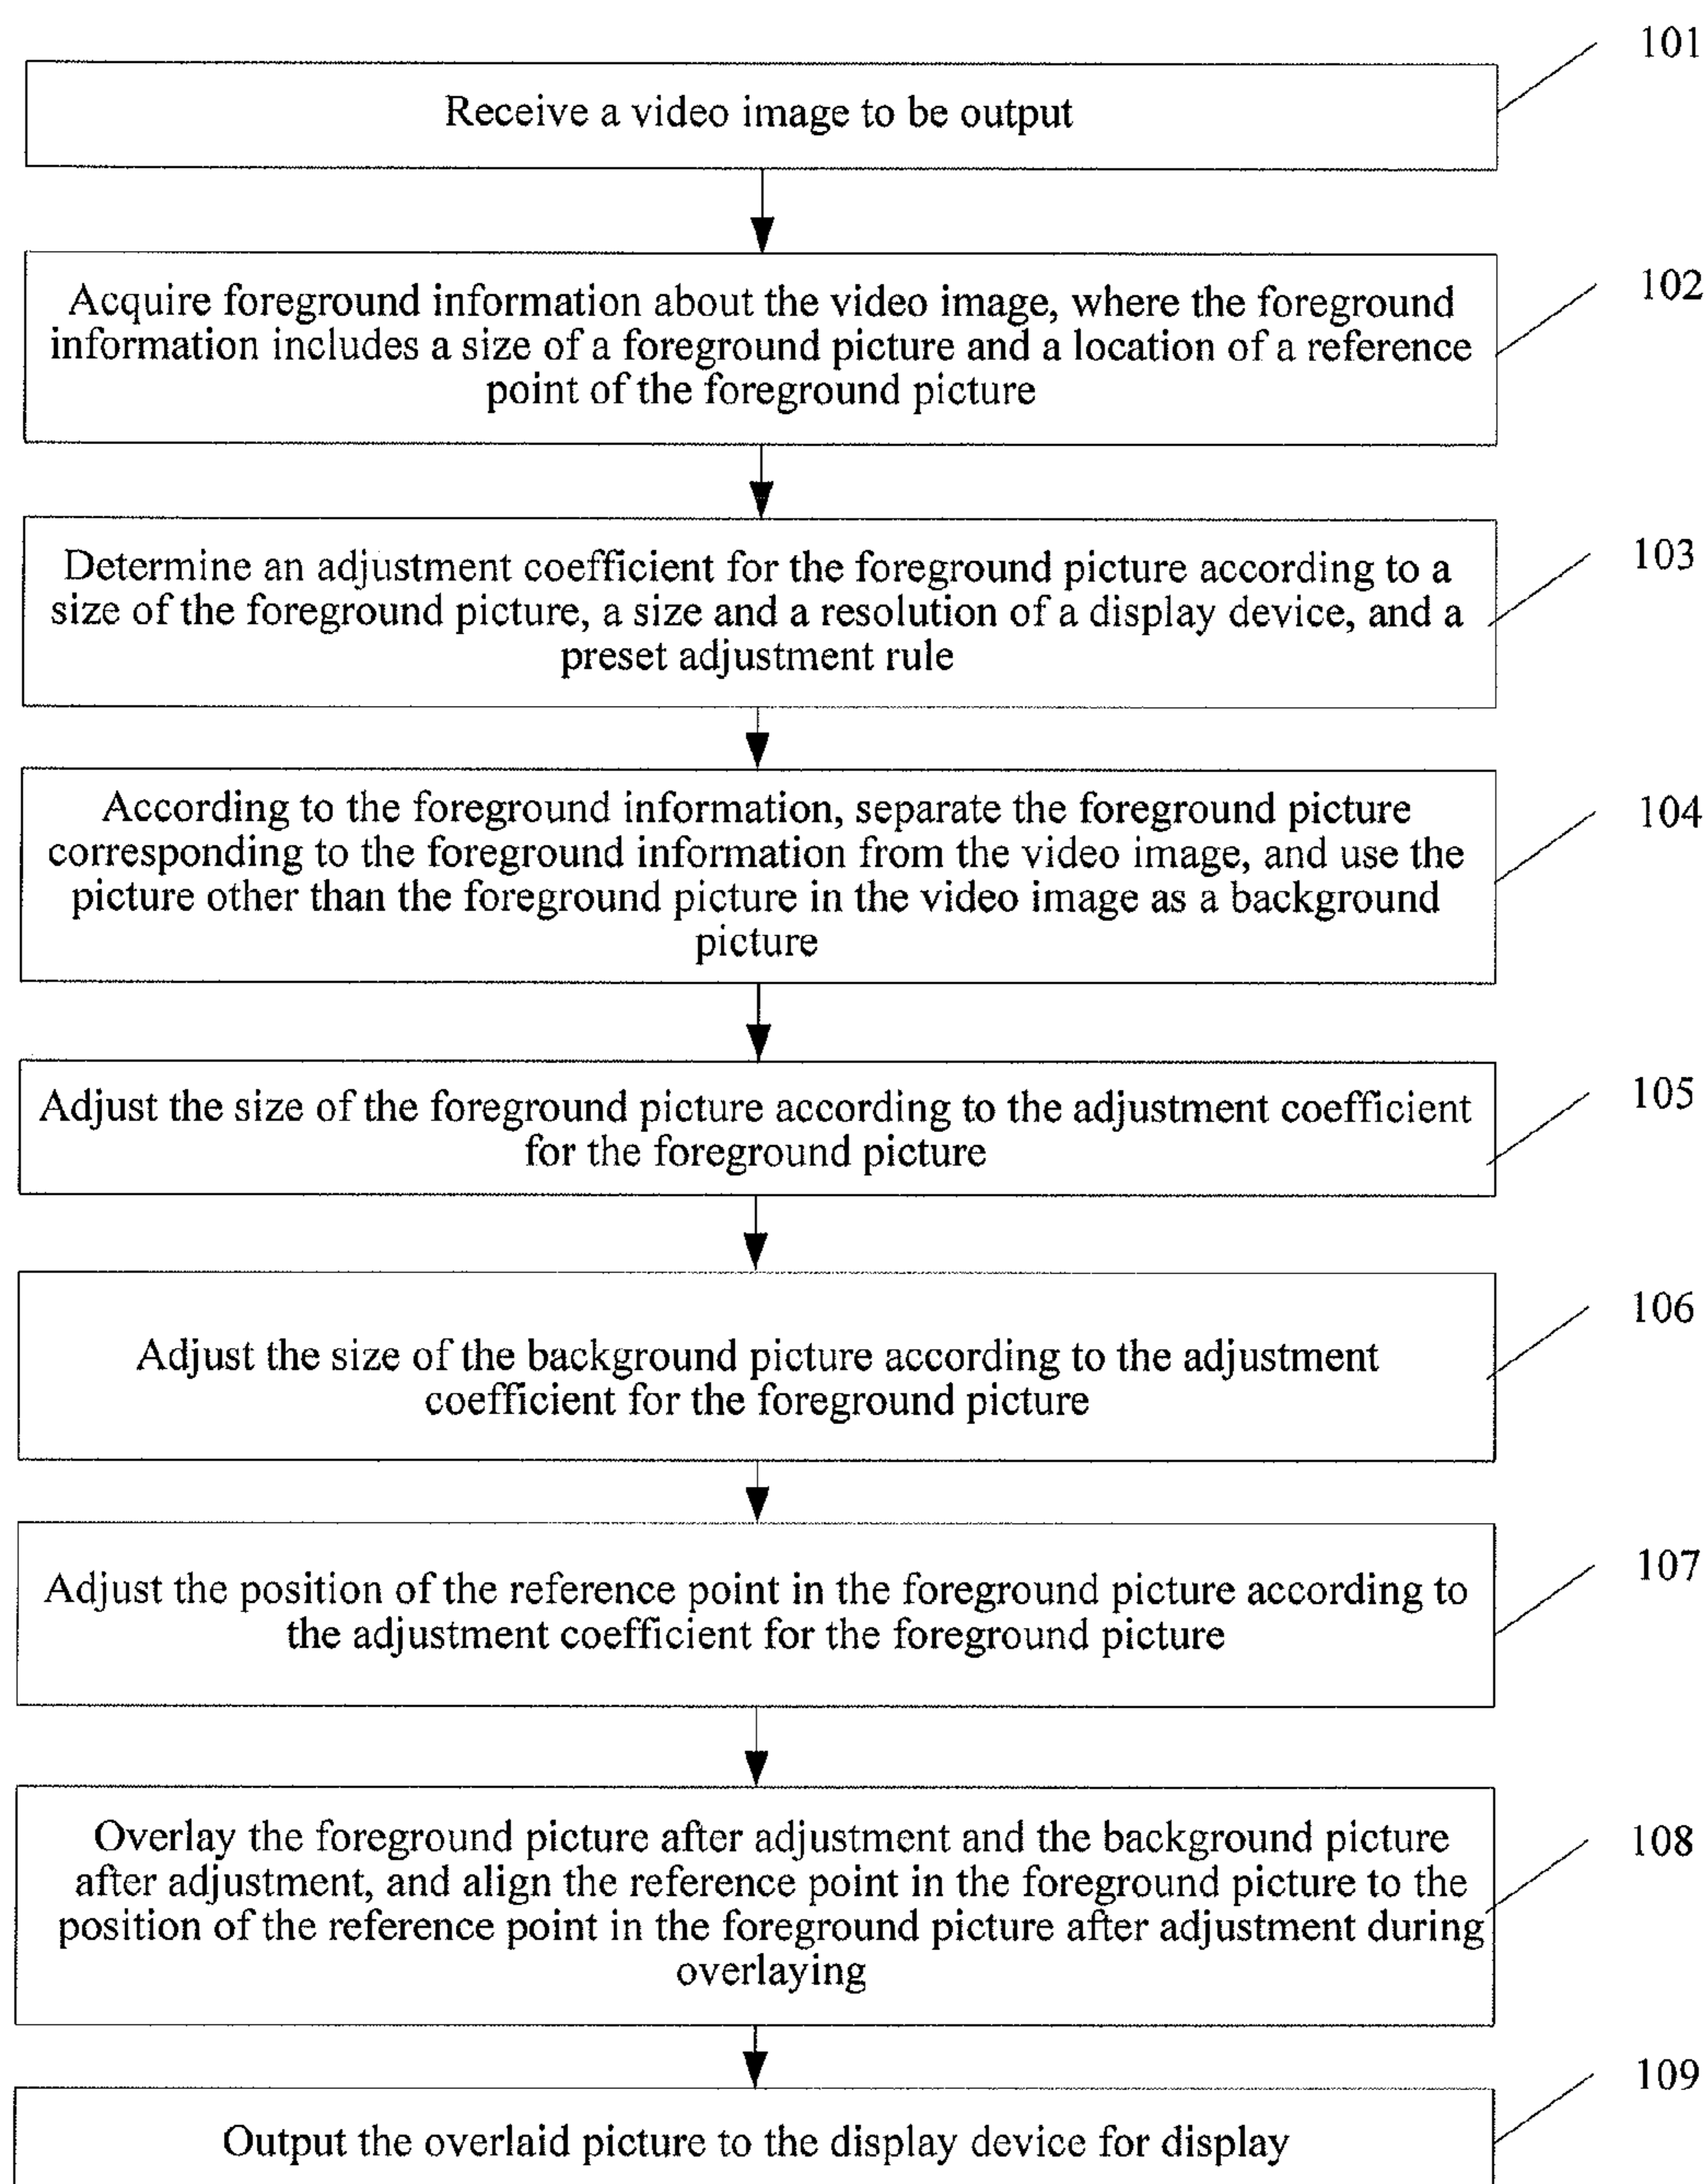 101
Receive a video image to be output
102
Acquire foreground information about the video image, where the foreground
information includes a size of a foreground picture and a location of a reference
point of the foreground picture
103
Determine an adjustment coefficient for the foreground picture according to a
size of the foreground picture, a size and a resolution of a display device, and a
preset adjustment rule
104
According to the foreground information, separate the foreground picture
corresponding to the foreground information from the video image, and use the
picture other than the foreground picture in the video image as a background
picture
105
Adjust the size of the foreground picture according to the adjustment coefficient
for the foreground picture
106
Adjust the size of the background picture according to the adjustment
coefficient for the foreground picture
107
Adjust the position of the reference point in the foreground picture according to
the adjustment coefficient for the foreground picture
108
Overlay the foreground picture after adjustment and the background picture
after adjustment, and align the reference point in the foreground picture to the
position of the reference point in the foreground picture after adjustment during
overlaying
109
Output the overlaid picture to the display device for display